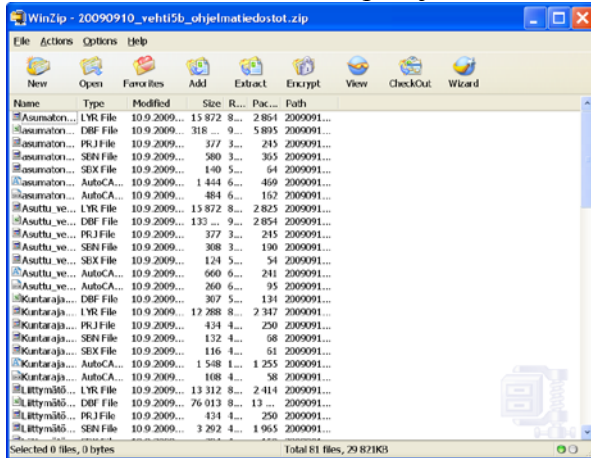 WinZip - 20090910_vehti5b_ohjelmatiedostot.zip
File Actions Options Help
New Open Favorites Add Extract Encrypt View CheckOut Wizard
Name Type Modified Size R... Pac... Path
Asumaton... LYR File 10.9.2009... 15 872 8... 2 864 2009091...
asumaton... DBF File 10.9.2009... 318 ... 9... 5 895 2009091...
asumaton... PRJ File 10.9.2009... 377 3... 245 2009091...
asumaton... SBN File 10.9.2009... 580 3... 365 2009091...
asumaton... SBX File 10.9.2009... 140 5... 64 2009091...
asumaton... AutoCA... 10.9.2009... 1 444 6... 469 2009091...
asumaton... AutoCA... 10.9.2009... 484 6... 162 2009091...
Asuttu_ve... LYR File 10.9.2009... 15 872 8... 2 825 2009091...
Asuttu_ve... DBF File 10.9.2009... 133 ... 9... 2 854 2009091...
Asuttu_ve... PRJ File 10.9.2009... 377 3... 245 2009091...
Asuttu_ve... SBN File 10.9.2009... 308 3... 190 2009091...
Asuttu_ve... SBX File 10.9.2009... 124 5... 54 2009091...
Asuttu_ve... AutoCA... 10.9.2009... 660 6... 241 2009091...
Asuttu_ve... AutoCA... 10.9.2009... 260 6... 95 2009091...
Kuntaraja.... DBF File 10.9.2009... 307 5... 134 2009091...
Kuntaraja.... LYR File 10.9.2009... 12 288 8... 2 347 2009091...
Kuntaraja.... PRJ File 10.9.2009... 434 4... 250 2009091...
Kuntaraja.... SBN File 10.9.2009... 132 4... 68 2009091...
Kuntaraja.... SBX File 10.9.2009... 116 4... 61 2009091...
Kuntaraja.... AutoCA... 10.9.2009... 1 548 1... 1 255 2009091...
Kuntaraja.... AutoCA... 10.9.2009... 108 4... 58 2009091...
Liittymätö... LYR File 10.9.2009... 13 312 8... 2 414 2009091...
Liittymätö... DBF File 10.9.2009... 76 013 8... 13 ... 2009091...
Liittymätö... PRJ File 10.9.2009... 434 4... 250 2009091...
Liittymätö... SBN File 10.9.2009... 3 292 4... 1 965 2009091...
Selected 0 files, 0 bytes Total 81 files, 29 821KB